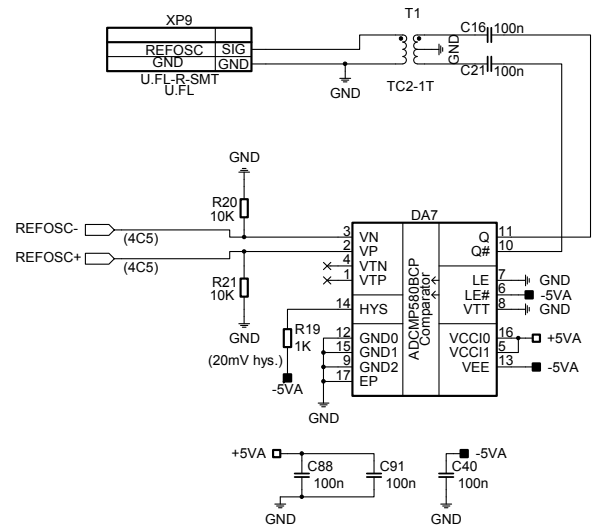 XP9
T1
C16 100n
REFOSC SIG
GND GND
GND
U.FL-R-SMT
U.FL
GND
TC2-1T
C21 100n
GND
R20
10K
DA7
REFOSC- (4C5)
REFOSC+ (4C5)
3 VN
2 VP
4 VTN
1 VTP
14 HYS
12 GND0
15 GND1
9 GND2
17 EP
ADCMP580BCP
Comparator
Q 11
Q# 10
LE 7 GND
LE# 6 -5VA
VTT 8 GND
VCCI0 16 +5VA
VCCI1 5
VEE 13 -5VA
R21
10K
GND
R19
1K
(20mV hys.)
-5VA
GND
+5VA
C88
100n
C91
100n
GND
-5VA
C40
100n
GND